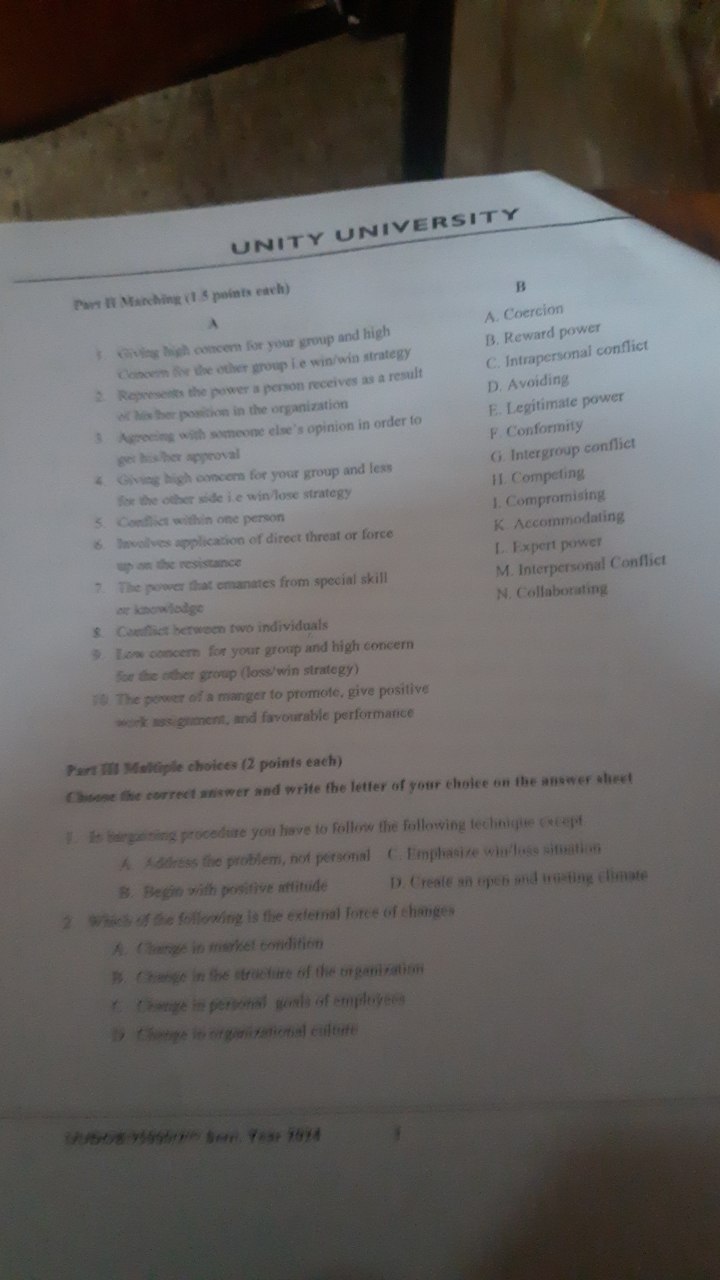 UNITY UNIVERSITY
Part II Matching (1.5 points each)
A
1. Giving high concern for your group and high
Concern for the other group i.e win/win strategy
2. Represents the power a person receives as a result
of his/her position in the organization
3. Agreeing with someone else's opinion in order to
get his/her approval
4. Giving high concern for your group and less
for the other side i.e win/lose strategy
5. Conflict within one person
6. Involves application of direct threat or force
up on the resistance
7. The power that emanates from special skill
or knowledge
8. Conflict between two individuals
9. Low concern for your group and high concern
for the other group (loss/win strategy)
10 The power of a manger to promote, give positive
work assignment, and favourable performance
B
A. Coercion
B. Reward power
C. Intrapersonal conflict
D. Avoiding
E. Legitimate power
F. Conformity
G. Intergroup conflict
H. Competing
I. Compromising
K. Accommodating
L. Expert power
M. Interpersonal Conflict
N. Collaborating
Part III Multiple choices (2 points each)
Choose the correct answer and write the letter of your choice on the answer sheet
1. In bargaining procedure you have to follow the following technique except
A. Address the problem, not personal C. Emphasize win/loss situation
B. Begin with positive attitude D. Create an open and trusting climate
2. Which of the following is the external force of changes
A. Change in market condition
B. Change in the structure of the organization
C. Change in personal goals of employees
D. Change in organizational culture
Year